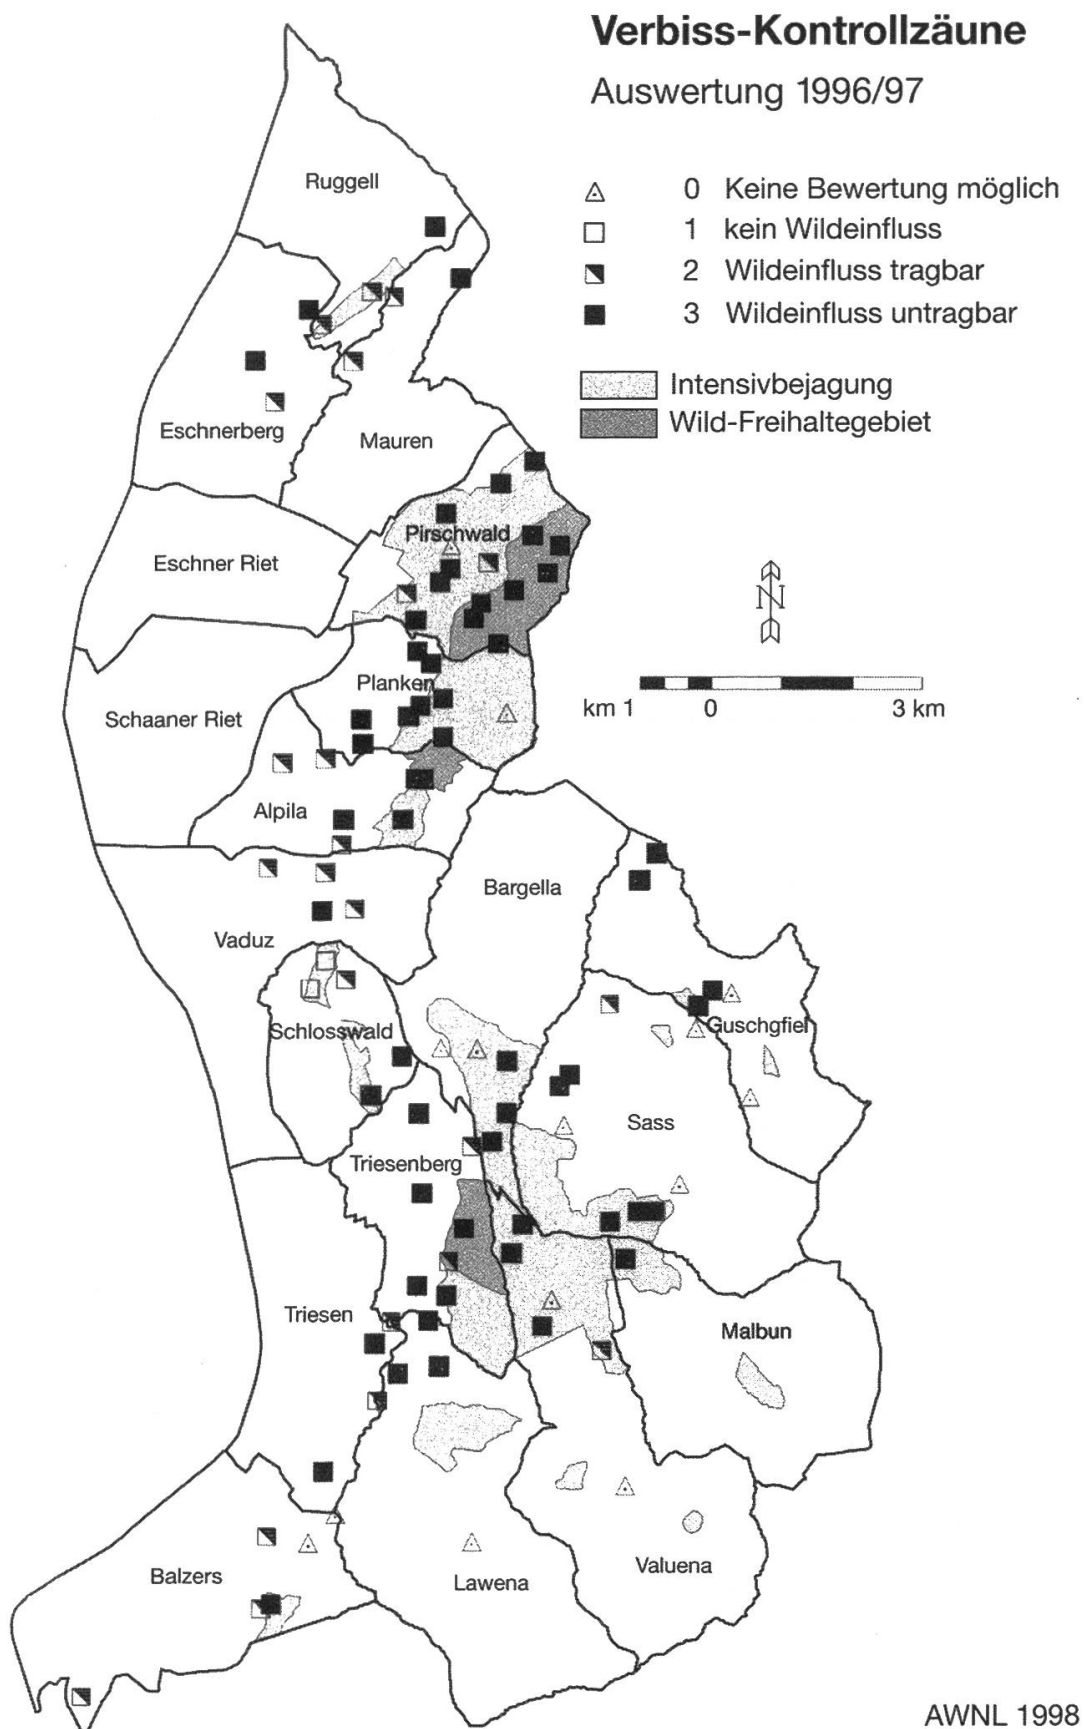 Verbiss-Kontrollzäune
Auswertung 1996/97
0 Keine Bewertung möglich
1 kein Wildeinfluss
2 Wildeinfluss tragbar
3 Wildeinfluss untragbar
Intensivbejagung
Wild-Freihaltegebiet
Ruggell
Eschnerberg
Mauren
Pirschwald
Eschner Riet
N
Planken
km 1 0 3 km
Schaaner Riet
Alpila
Bargella
Vaduz
Guschgfiel
Schlosswald
Sass
Triesenberg
Triesen
Malbun
Balzers
Lawena
Valuena
AWNL 1998